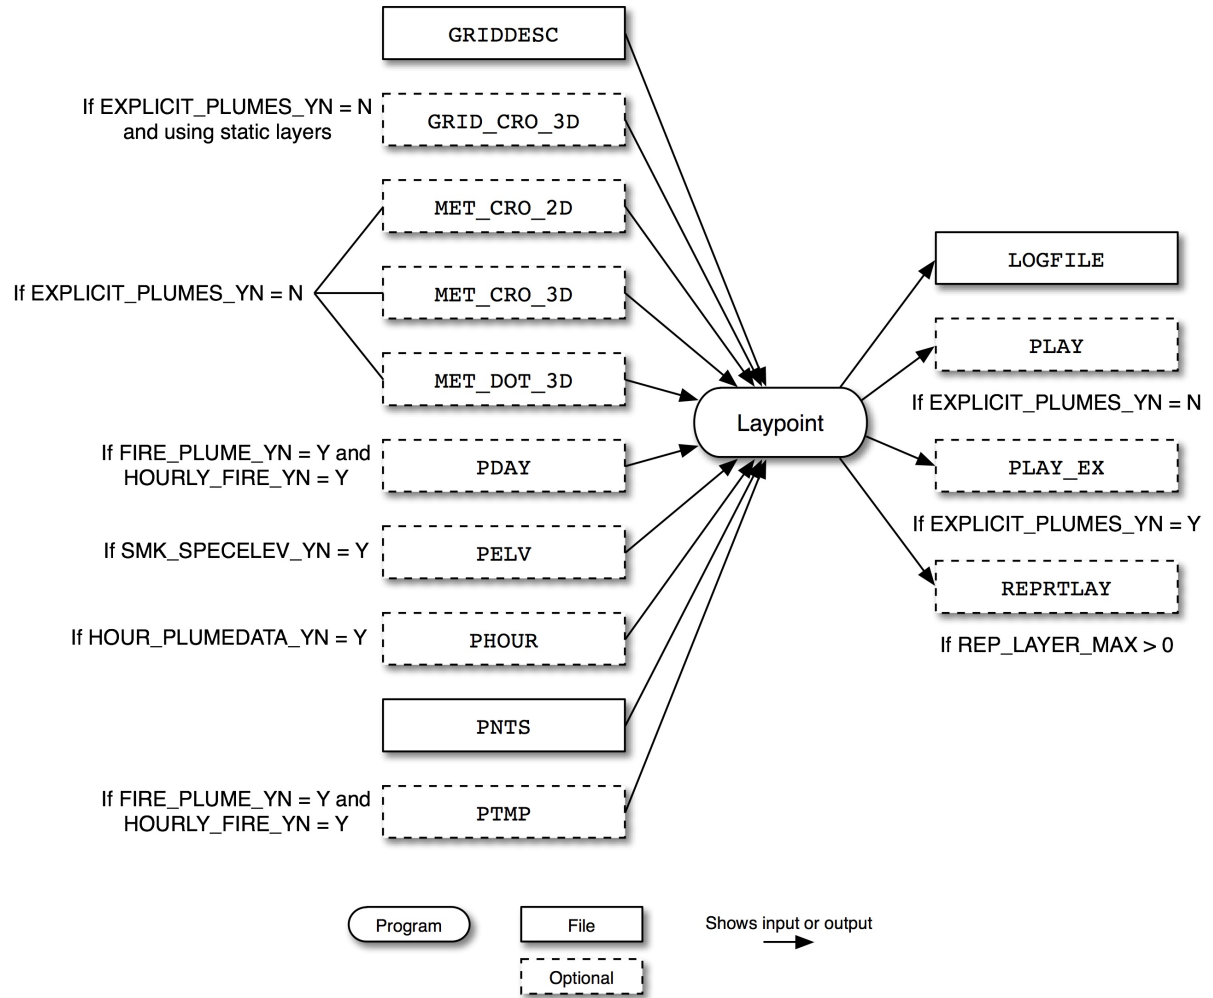 GRIDDESC
If EXPLICIT_PLUMES_YN = N
and using static layers
GRID_CRO_3D
MET_CRO_2D
If EXPLICIT_PLUMES_YN = N
MET_CRO_3D
MET_DOT_3D
If FIRE_PLUME_YN = Y and
HOURLY_FIRE_YN = Y
PDAY
If SMK_SPECELEV_YN = Y
PELV
If HOUR_PLUMEDATA_YN = Y
PHOUR
PNTS
If FIRE_PLUME_YN = Y and
HOURLY_FIRE_YN = Y
PTMP
Laypoint
LOGFILE
PLAY
If EXPLICIT_PLUMES_YN = N
PLAY_EX
If EXPLICIT_PLUMES_YN = Y
REPRTLAY
If REP_LAYER_MAX > 0
Program
File
Optional
Shows input or output